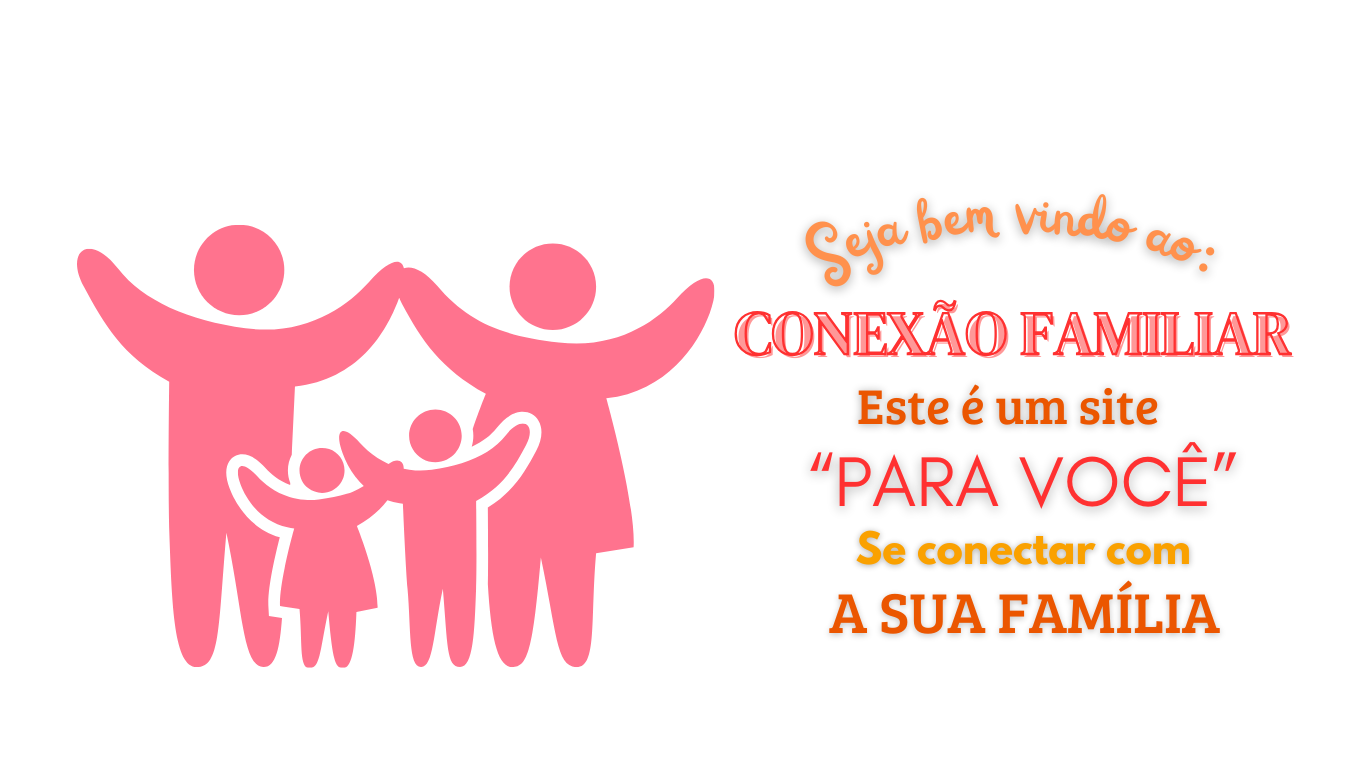 Seja bem vindo ao:
CONEXÃO FAMILIAR
Este é um site
“PARA VOCÊ”
Se conectar com
A SUA FAMÍLIA